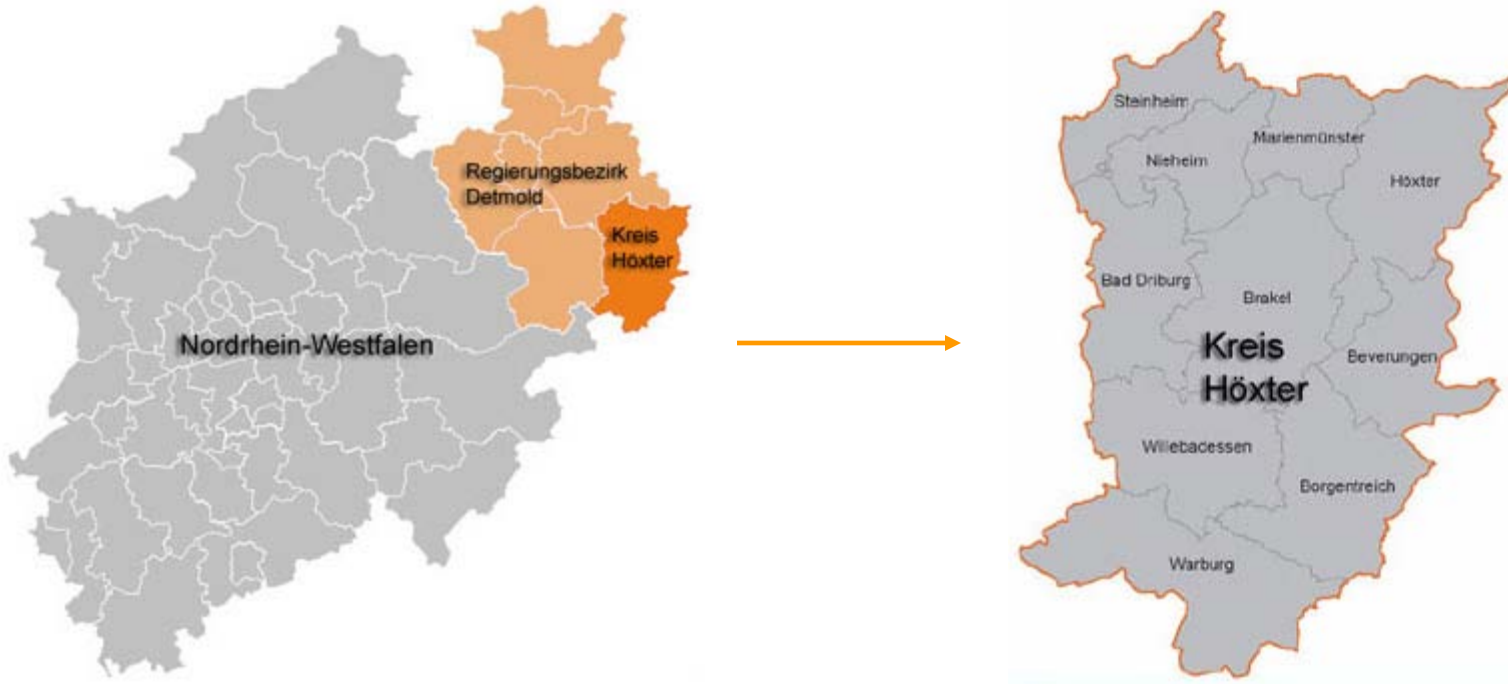 Regierungsbezirk
Detmold
Kreis
Höxter
Nordrhein-Westfalen
Steinheim
Marienmünster
Nieheim
Höxter
Bad Driburg
Brakel
Kreis
Höxter
Beverungen
Willebadessen
Borgentreich
Warburg